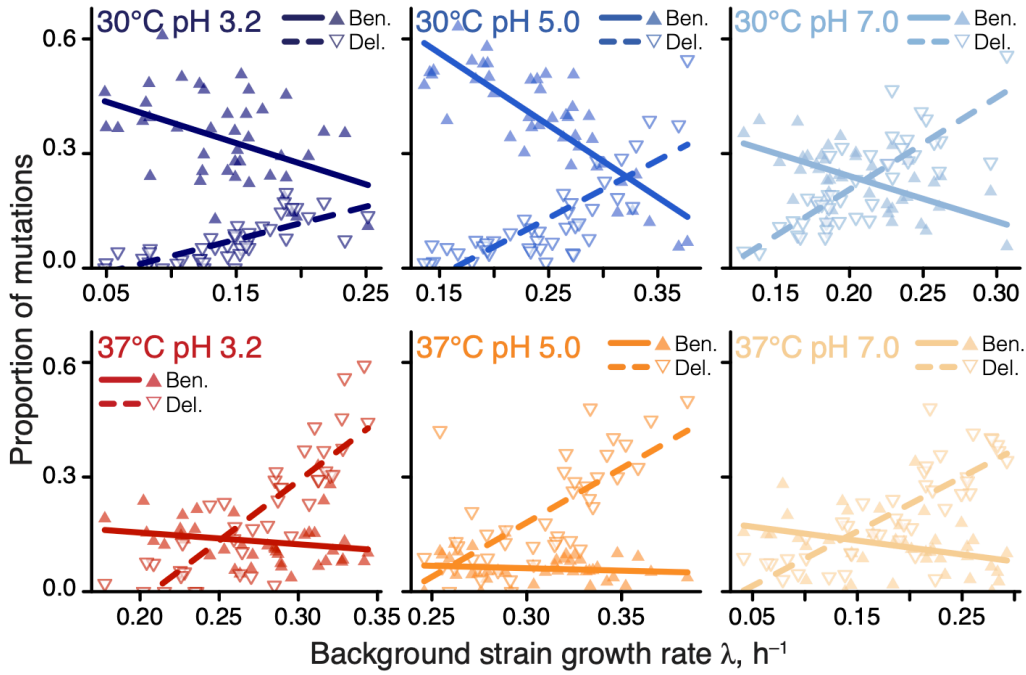 30°C pH 3.2
Ben.
Del.
30°C pH 5.0
Ben.
Del.
30°C pH 7.0
Ben.
Del.
0.6
0.3
0.0
0.05 0.15 0.25
0.15 0.25 0.35
0.15 0.20 0.25 0.30
Proportion of mutations
37°C pH 3.2
Ben.
Del.
37°C pH 5.0
Ben.
Del.
37°C pH 7.0
Ben.
Del.
0.6
0.3
0.0
0.20 0.25 0.30 0.35
0.25 0.30 0.35
0.05 0.15 0.25
Background strain growth rate λ, h⁻¹